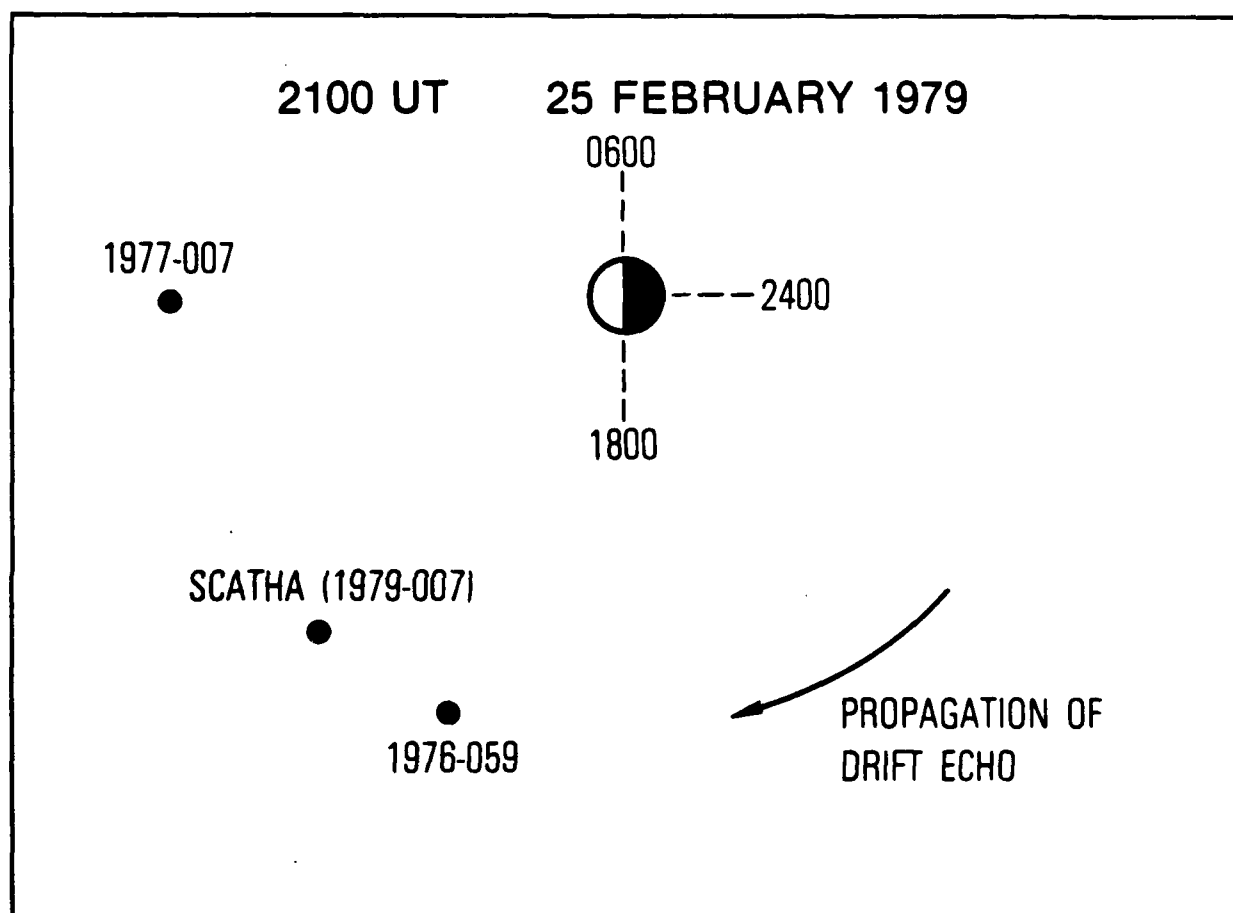 2100 UT 25 FEBRUARY 1979
0600
1977-007
2400
1800
SCATHA (1979-007)
1976-059
PROPAGATION OF
DRIFT ECHO